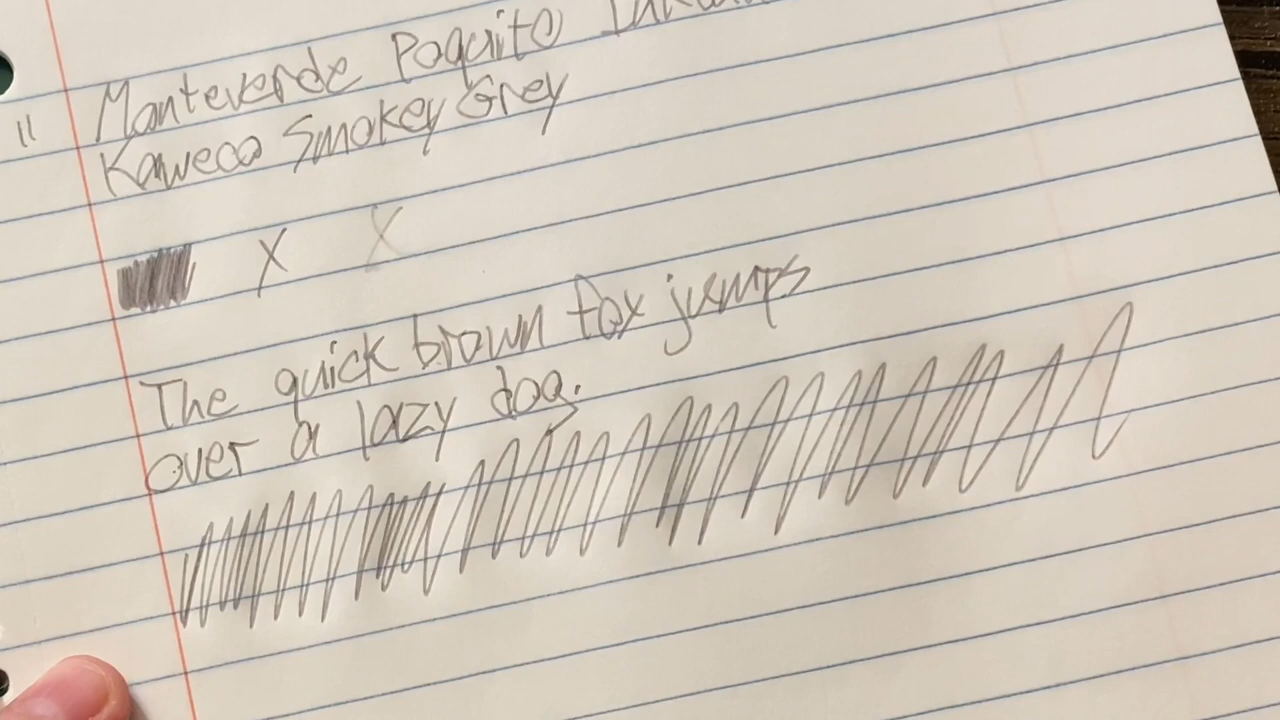 Monteverde Poquito
" Kaweco Smokey Grey
X X
The quick brown fox jumps
over a lazy dog.